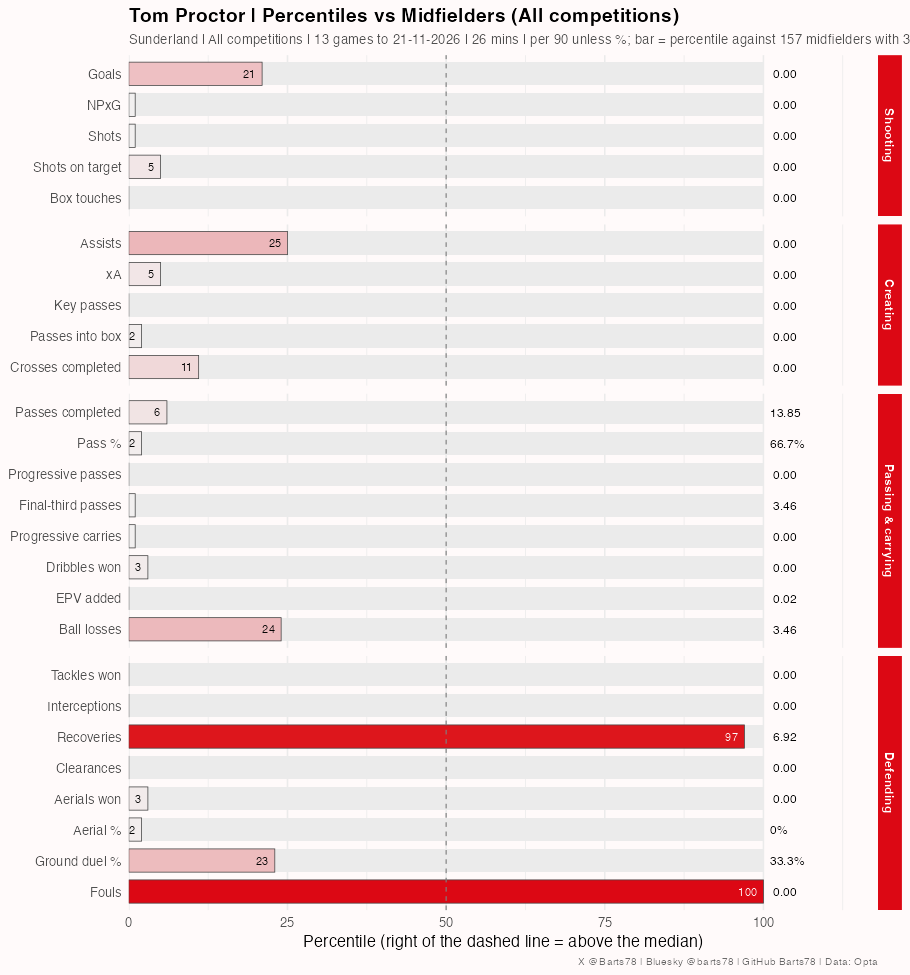 Tom Proctor | Percentiles vs Midfielders (All competitions)
Sunderland | All competitions | 13 games to 21-11-2026 | 26 mins | per 90 unless %; bar = percentile against 157 midfielders with 3
Goals 21 0.00
NPxG 0.00
Shots 0.00
Shots on target 5 0.00
Box touches 0.00
Shooting
Assists 25 0.00
xA 5 0.00
Key passes 0.00
Passes into box 2 0.00
Crosses completed 11 0.00
Creating
Passes completed 6 13.85
Pass % 2 66.7%
Progressive passes 0.00
Final-third passes 3.46
Progressive carries 0.00
Dribbles won 3 0.00
EPV added 0.02
Ball losses 24 3.46
Passing & carrying
Tackles won 0.00
Interceptions 0.00
Recoveries 97 6.92
Clearances 0.00
Aerials won 3 0.00
Aerial % 2 0%
Ground duel % 23 33.3%
Fouls 100 0.00
Defending
0 25 50 75 100
Percentile (right of the dashed line = above the median)
X @Barts78 | Bluesky @barts78 | GitHub Barts78 | Data: Opta